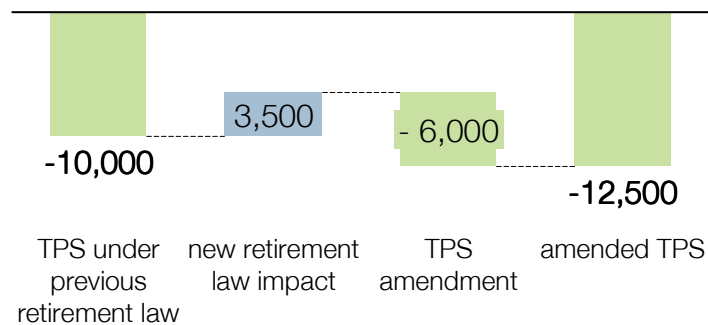 3,500
- 6,000
-10,000
-12,500
TPS under
previous
retirement law
new retirement
law impact
TPS
amendment
amended TPS